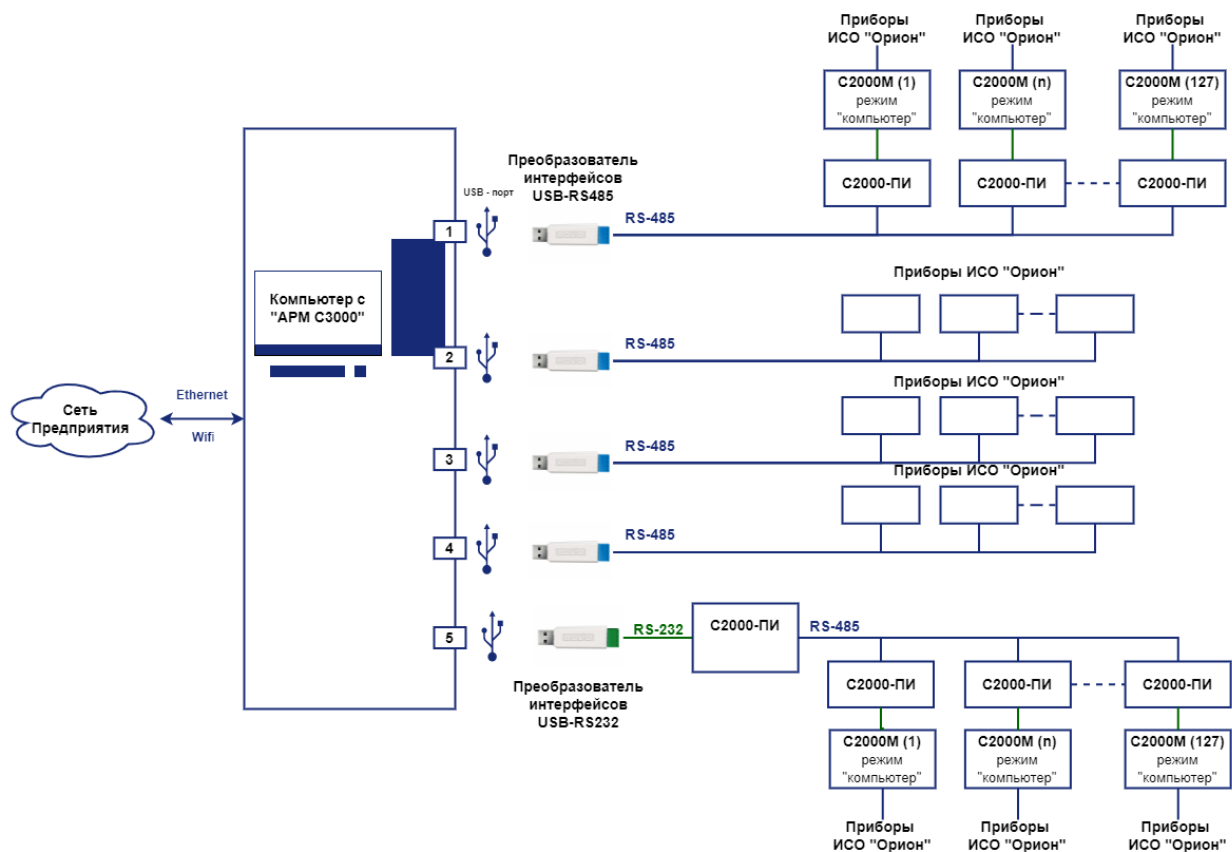 Приборы
ИСО "Орион"
Приборы
ИСО "Орион"
Приборы
ИСО "Орион"
С2000М (1)
режим
"компьютер"
С2000М (n)
режим
"компьютер"
С2000М (127)
режим
"компьютер"
С2000-ПИ
С2000-ПИ
С2000-ПИ
Преобразователь
интерфейсов
USB-RS485
USB - порт
1
RS-485
Приборы ИСО "Орион"
Компьютер с
"АРМ С3000"
2
RS-485
Приборы ИСО "Орион"
Ethernet
Сеть
Предприятия
Wifi
3
RS-485
Приборы ИСО "Орион"
4
RS-485
5
RS-232
С2000-ПИ
RS-485
Преобразователь
интерфейсов
USB-RS232
С2000-ПИ
С2000-ПИ
С2000-ПИ
С2000М (1)
режим
"компьютер"
С2000М (n)
режим
"компьютер"
С2000М (127)
режим
"компьютер"
Приборы
ИСО "Орион"
Приборы
ИСО "Орион"
Приборы
ИСО "Орион"